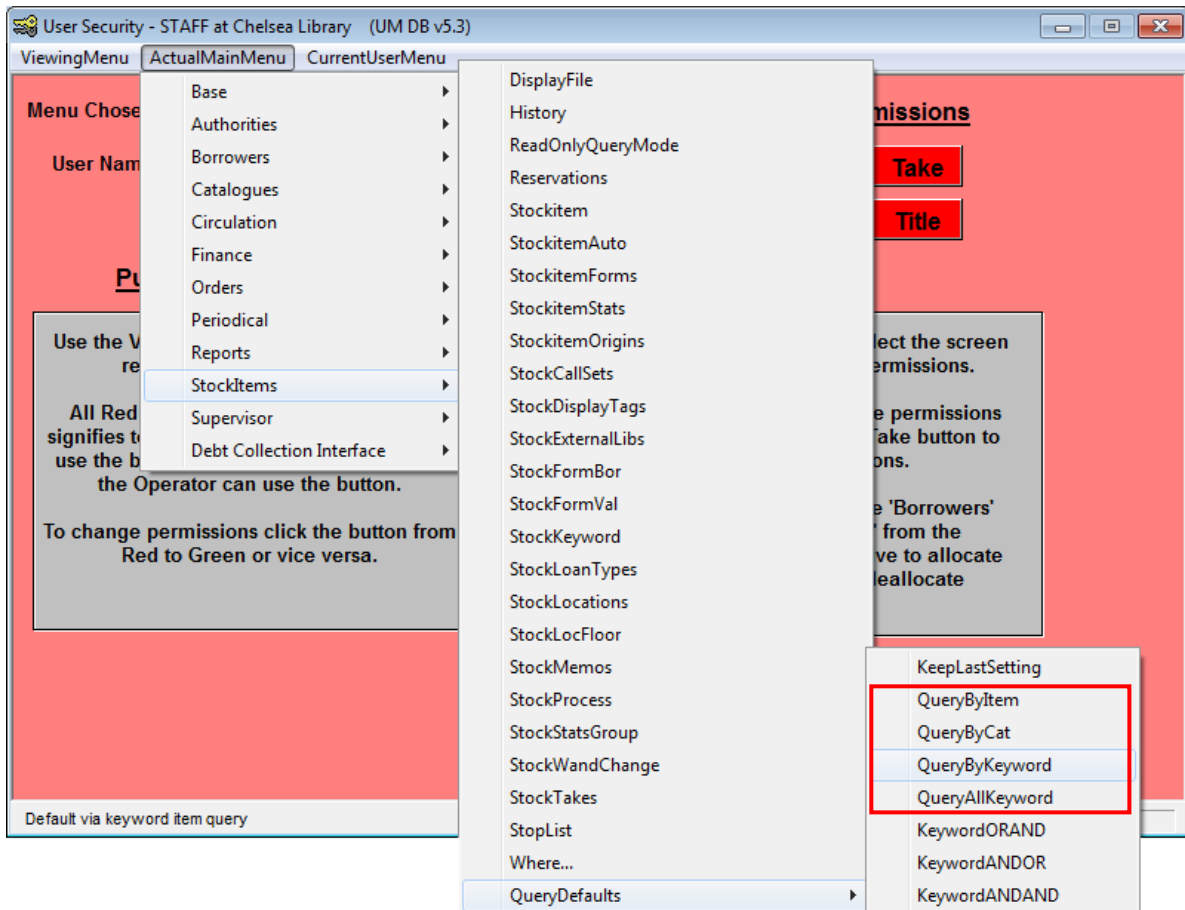 User Security - STAFF at Chelsea Library (UM DB v5.3)
ViewingMenu ActualMainMenu CurrentUserMenu
Menu Chose
User Nam
missions
Take
Title
Base
Authorities
Borrowers
Catalogues
Circulation
Finance
Orders
Periodical
Reports
StockItems
Supervisor
Debt Collection Interface
DisplayFile
History
ReadOnlyQueryMode
Reservations
Stockitem
StockitemAuto
StockitemForms
StockitemStats
StockitemOrigins
StockCallSets
StockDisplayTags
StockExternalLibs
StockFormBor
StockFormVal
StockKeyword
StockLoanTypes
StockLocations
StockLocFloor
StockMemos
StockProcess
StockStatsGroup
StockWandChange
StockTakes
StopList
Where...
QueryDefaults
KeepLastSetting
QueryByItem
QueryByCat
QueryByKeyword
QueryAllKeyword
KeywordORAND
KeywordANDOR
KeywordANDAND
Pu
Use the V
re
All Red
signifies t
use the b
the Operator can use the button.
To change permissions click the button from
Red to Green or vice versa.
lect the screen
ermissions.
e permissions
Take button to
ons.
e 'Borrowers'
' from the
ve to allocate
leallocate
Default via keyword item query